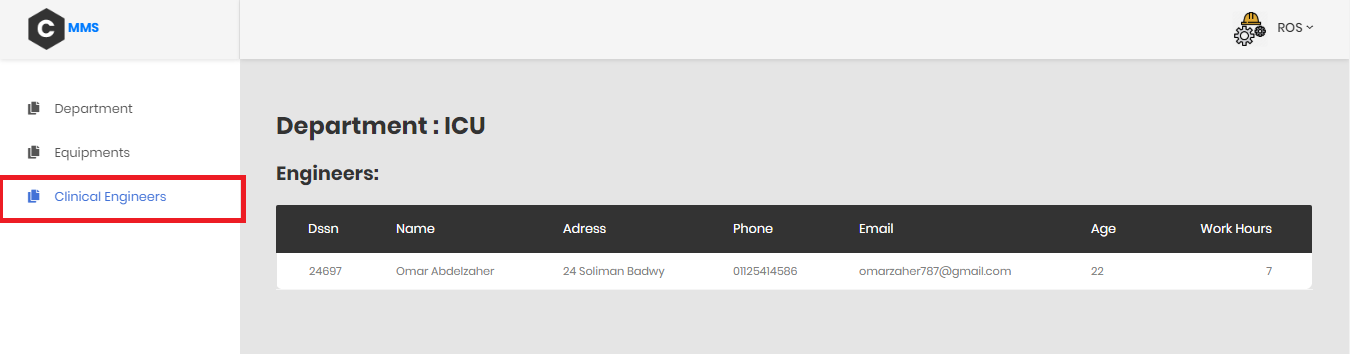 C MMS
ROS
Department
Equipments
Clinical Engineers
Department : ICU
Engineers:
Dssn Name Adress Phone Email Age Work Hours
24697 Omar Abdelzaher 24 Soliman Badwy 01125414586 omarzaher787@gmail.com 22 7